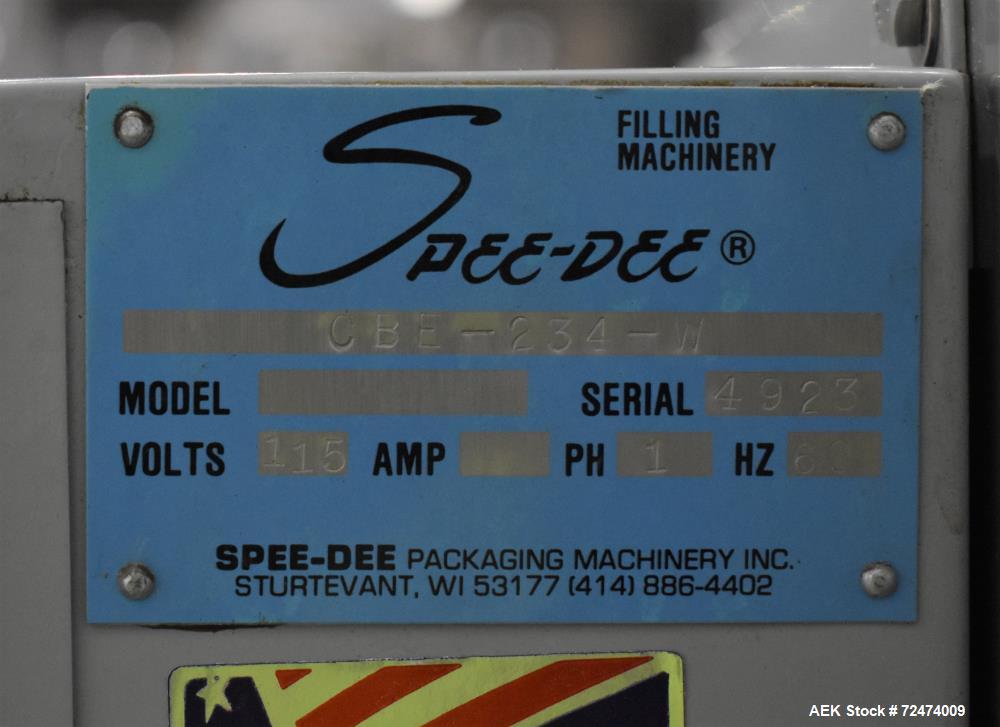 FILLING
MACHINERY
SPEE-DEE®
CBE-234-W
MODEL SERIAL 4923
VOLTS 115 AMP PH 1 HZ 60
SPEE-DEE PACKAGING MACHINERY INC.
STURTEVANT, WI 53177 (414) 886-4402
AEK Stock # 72474009